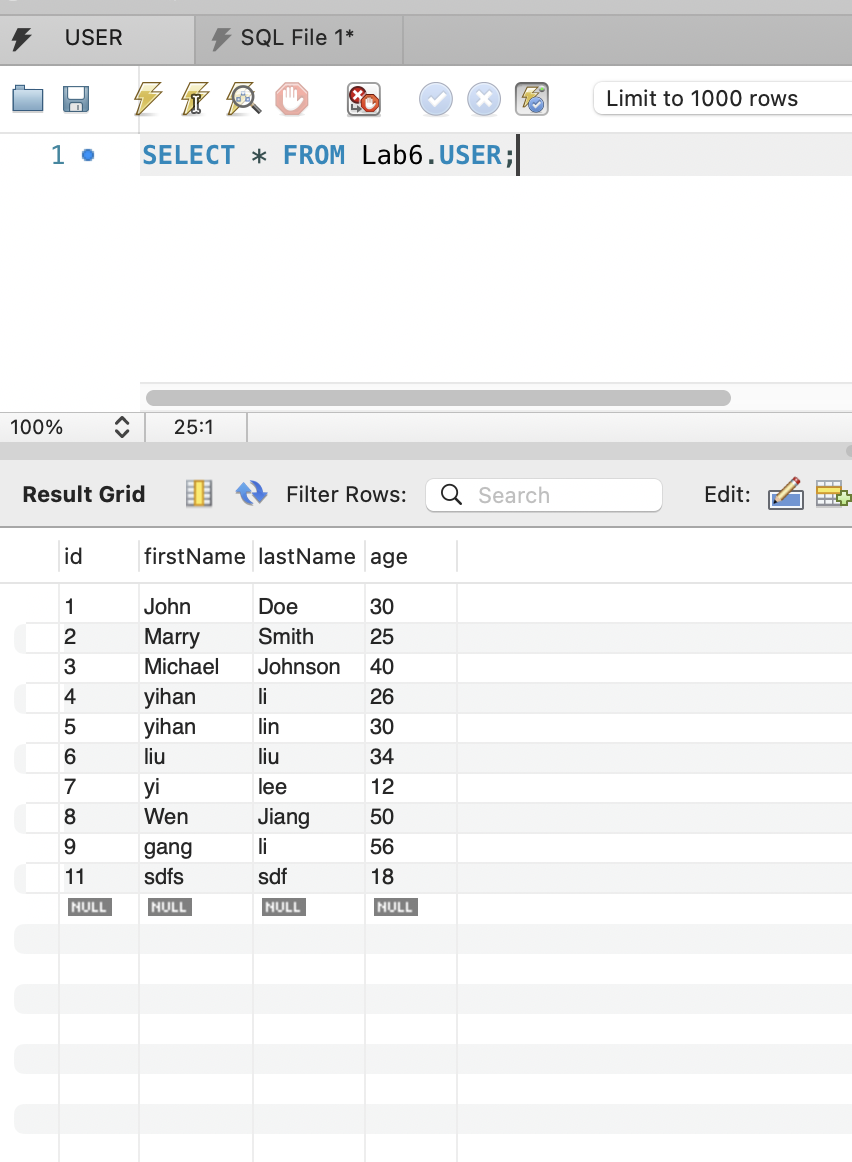 USER SQL File 1*
Limit to 1000 rows
1 SELECT * FROM Lab6.USER;
100% 25:1
Result Grid Filter Rows: Search Edit:
id firstName lastName age
1 John Doe 30
2 Marry Smith 25
3 Michael Johnson 40
4 yihan li 26
5 yihan lin 30
6 liu liu 34
7 yi lee 12
8 Wen Jiang 50
9 gang li 56
11 sdfs sdf 18
NULL NULL NULL NULL